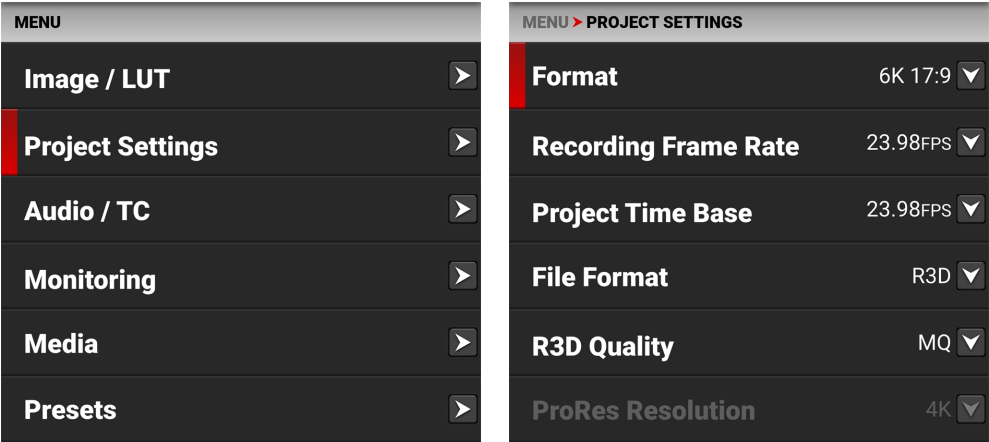 MENU
Image / LUT
Project Settings
Audio / TC
Monitoring
Media
Presets
MENU PROJECT SETTINGS
Format 6K 17:9
Recording Frame Rate 23.98FPS
Project Time Base 23.98FPS
File Format R3D
R3D Quality MQ
ProRes Resolution 4K